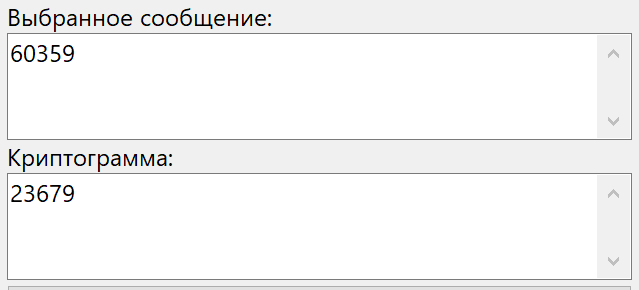 Выбранное сообщение:
60359
Криптограмма:
23679